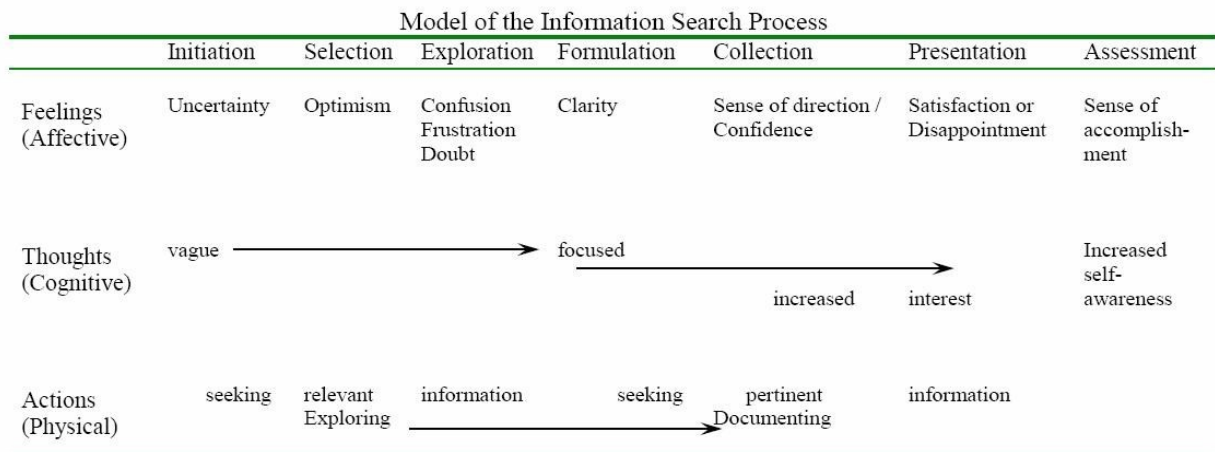 Model of the Information Search Process
Initiation Selection Exploration Formulation Collection Presentation Assessment
Feelings (Affective) Uncertainty Optimism Confusion Frustration Doubt Clarity Sense of direction / Confidence Satisfaction or Disappointment Sense of accomplish- ment
Thoughts (Cognitive) vague focused increased interest Increased self- awareness
Actions (Physical) seeking relevant information seeking pertinent information
Exploring Documenting